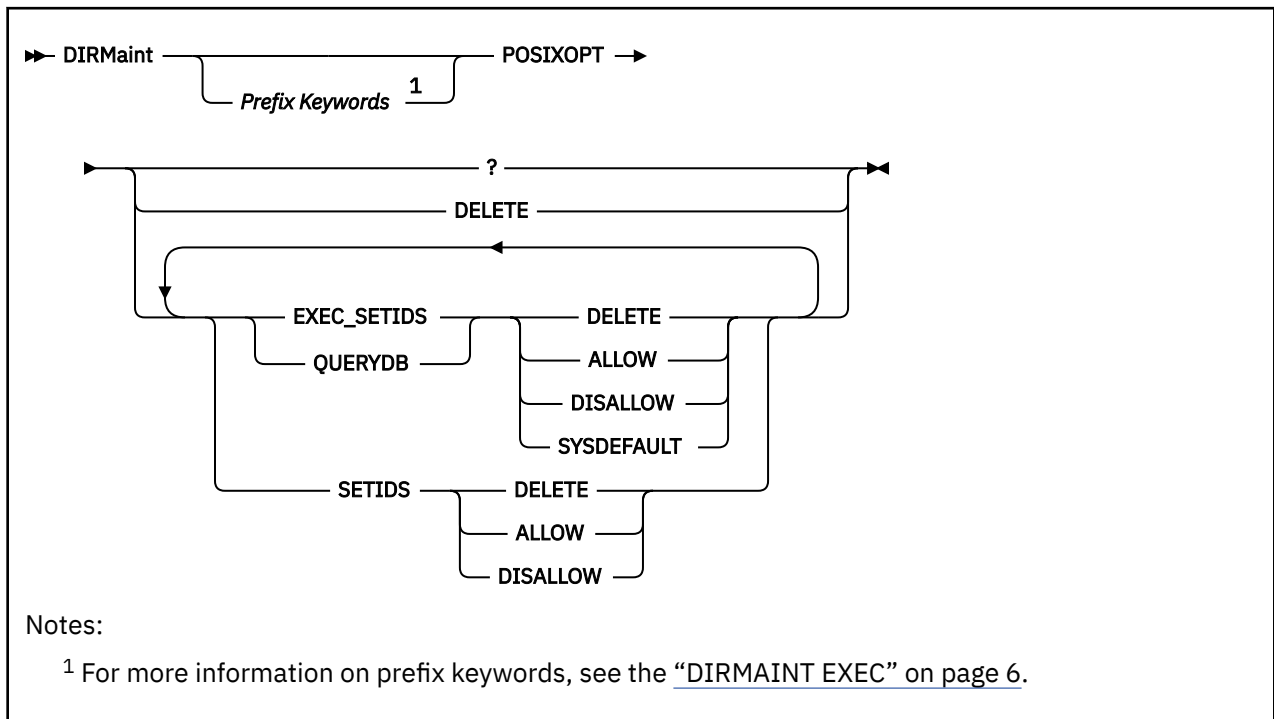 DIRMaint POSIXOPT
Prefix Keywords 1
?
DELETE
EXEC_SETIDS DELETE
QUERYDB ALLOW
DISALLOW
SYSDEFAULT
SETIDS DELETE
ALLOW
DISALLOW
Notes:
1 For more information on prefix keywords, see the “DIRMAINT EXEC” on page 6.